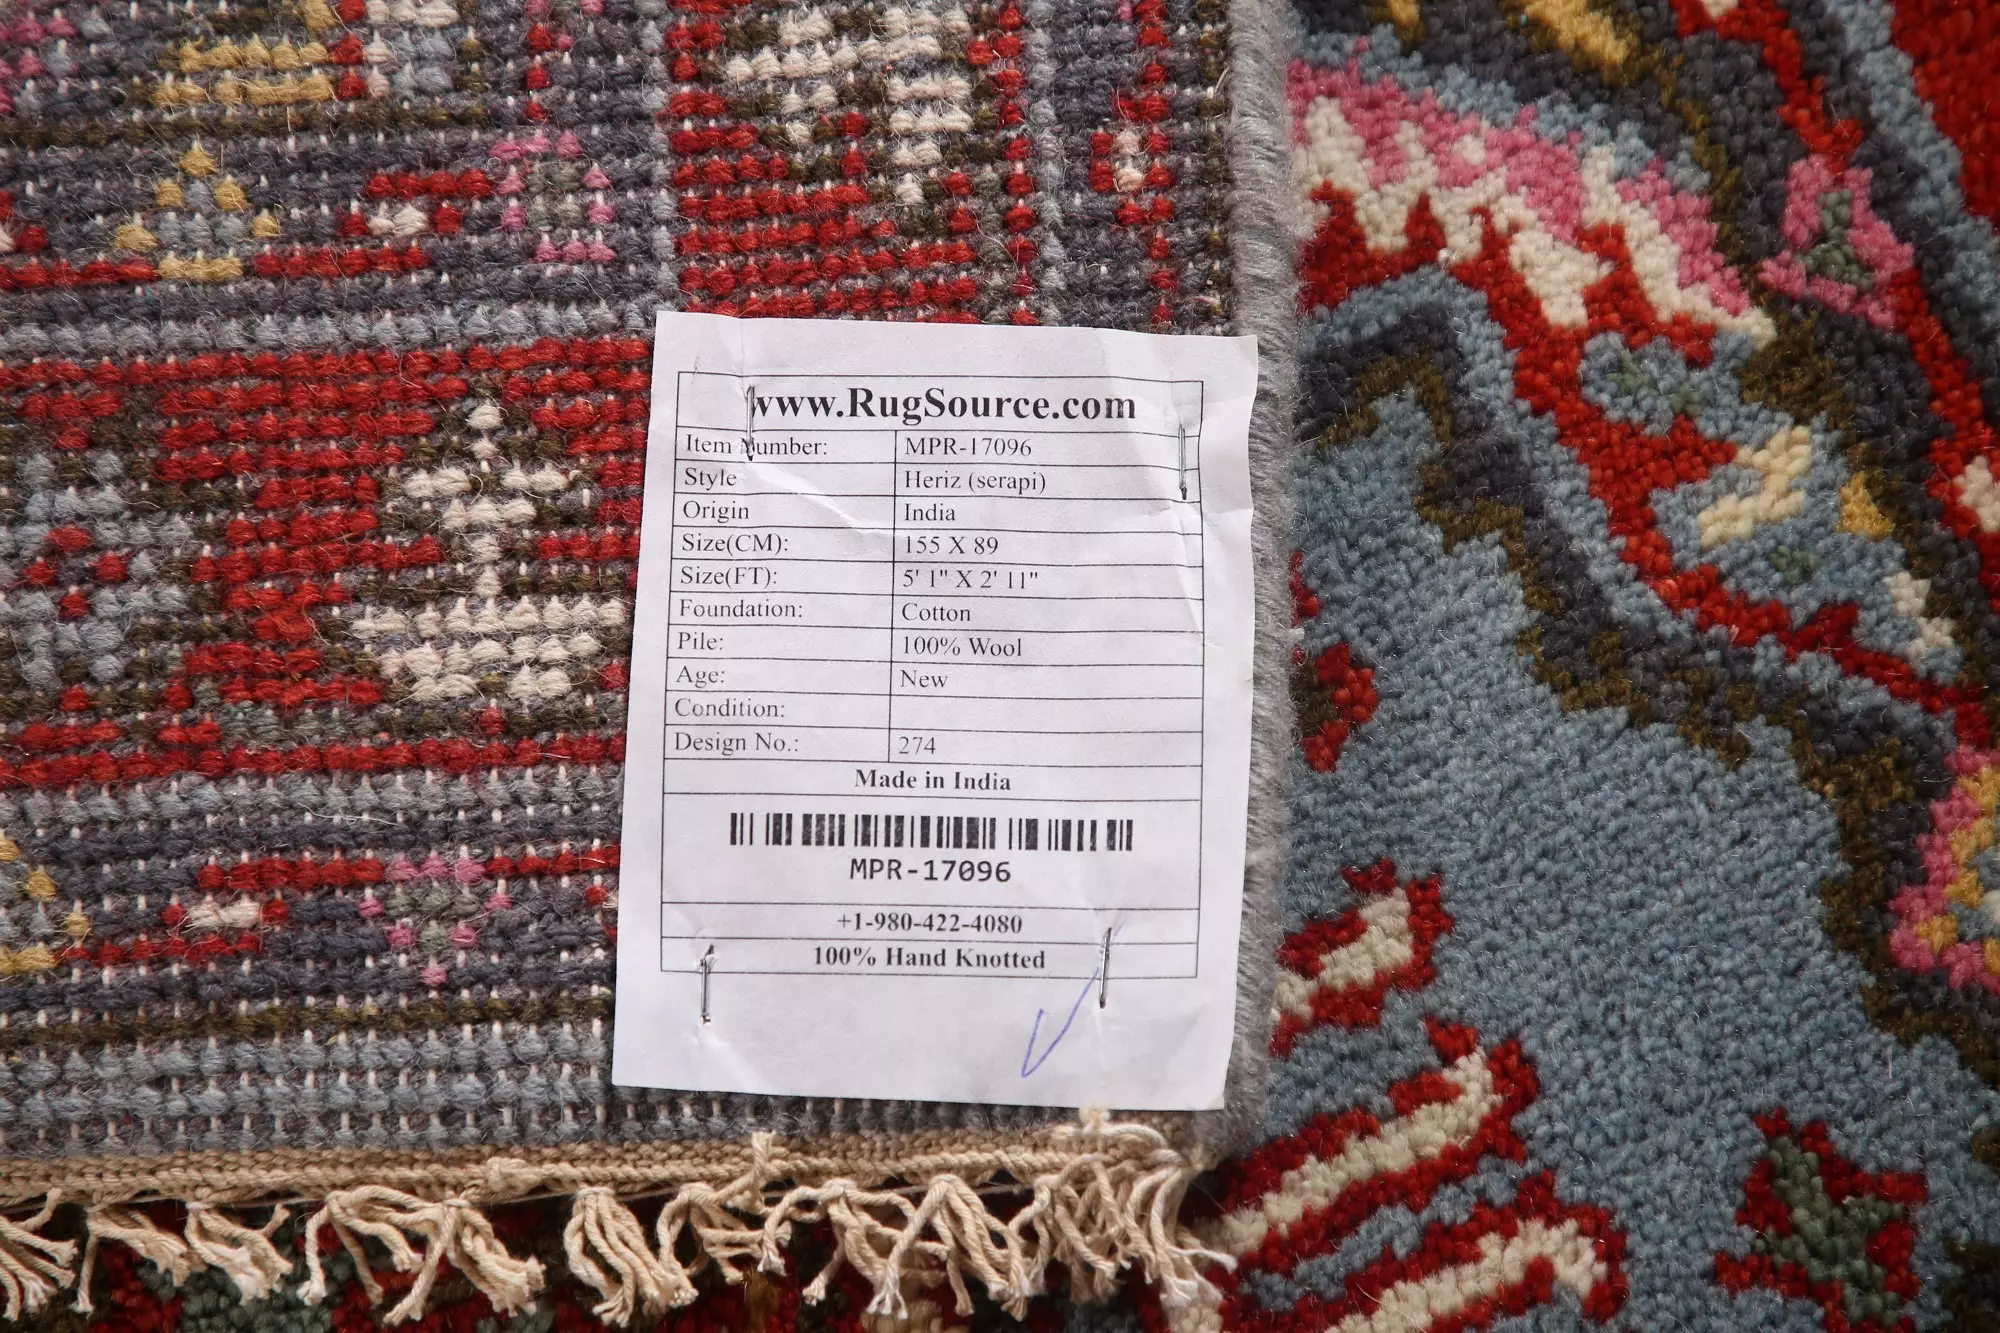 www.RugSource.com
Item Number: MPR-17096
Style Heriz (serapi)
Origin India
Size(CM): 155 X 89
Size(FT): 5' 1" X 2' 11"
Foundation: Cotton
Pile: 100% Wool
Age: New
Condition:
Design No.: 274
Made in India
MPR-17096
+1-980-422-4080
100% Hand Knotted